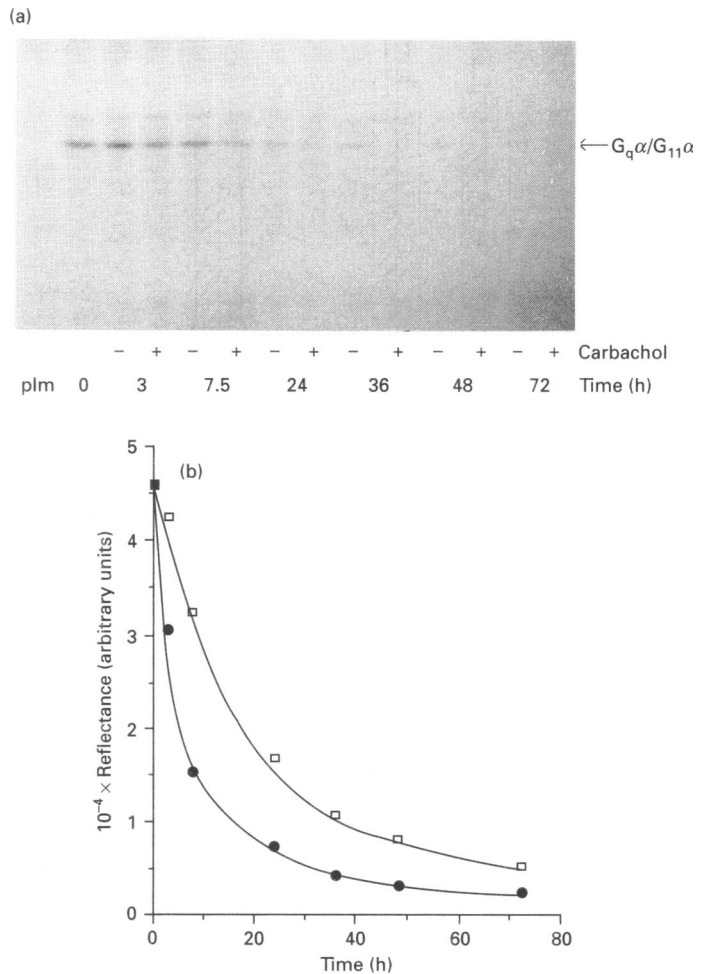 (a)
←Gqα/G11α
− + − + − + − + − + − + Carbachol
plm 0 3 7.5 24 36 48 72 Time (h)
5
(b)
4
3
2
1
0
10⁻⁴ × Reflectance (arbitrary units)
0 20 40 60 80
Time (h)